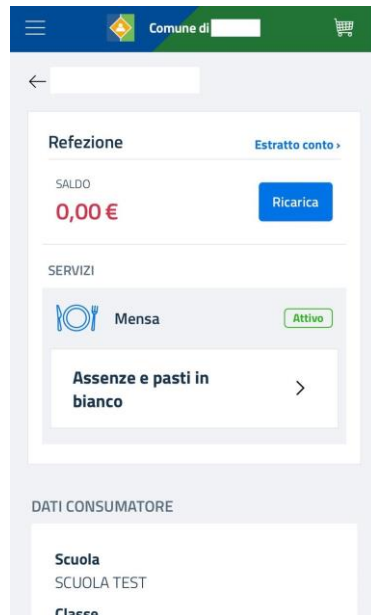 Comune di
Refezione
Estratto conto ›
SALDO
0,00 €
Ricarica
SERVIZI
Mensa
Attivo
Assenze e pasti in
bianco
DATI CONSUMATORE
Scuola
SCUOLA TEST
Classe